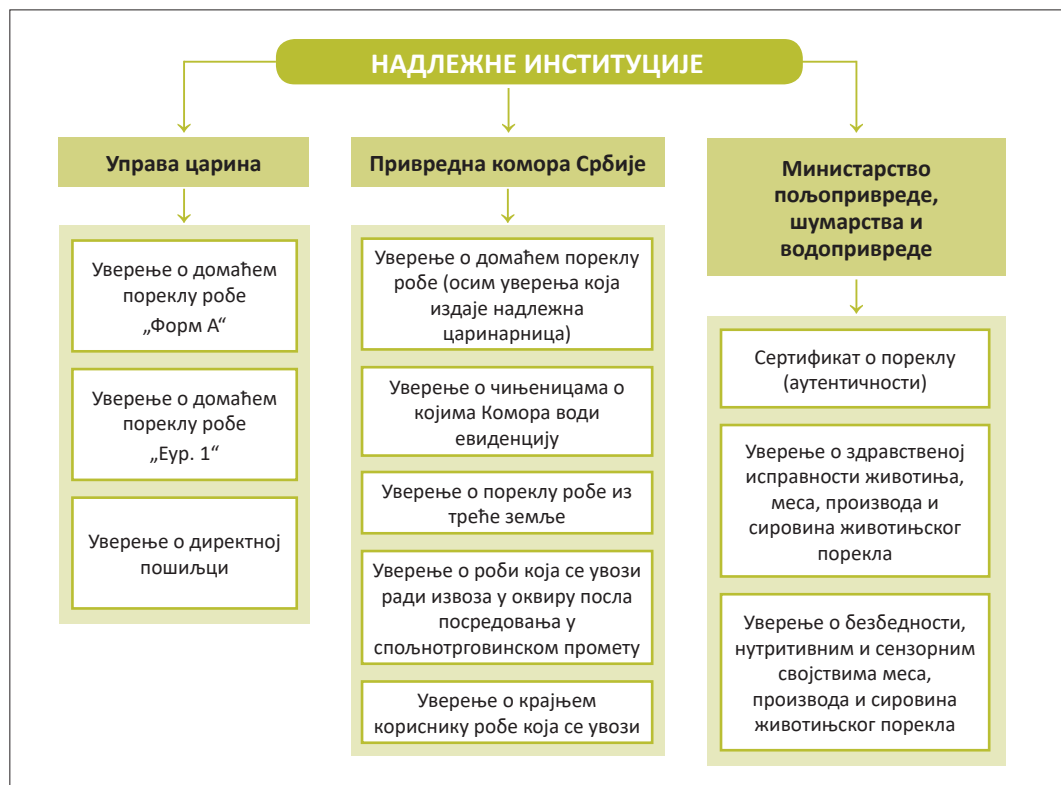 НАДЛЕЖНЕ ИНСТИТУЦИЈЕ
Управа царина
Уверење о домаћем
пореклу робе
„Форм А“
Уверење о домаћем
пореклу робе
„Еур. 1“
Уверење о директној
пошиљци
Привредна комора Србије
Уверење о домаћем пореклу
робе (осим уверења која
издаје надлежна
царинарница)
Уверење о чињеницама о
којима Комора води
евиденцију
Уверење о пореклу робе из
треће земље
Уверење о роби која се увози
ради извоза у оквиру посла
посредовања у
спољнотрговинском промету
Уверење о крајњем
кориснику робе која се увози
Министарство
пољопривреде,
шумарства и
водопривреде
Сертификат о пореклу
(аутентичности)
Уверење о здравственој
исправности животиња,
меса, производа и
сировина животињског
порекла
Уверење о безбедности,
нутритивним и сензорним
својствима меса,
производа и сировина
животињског порекла